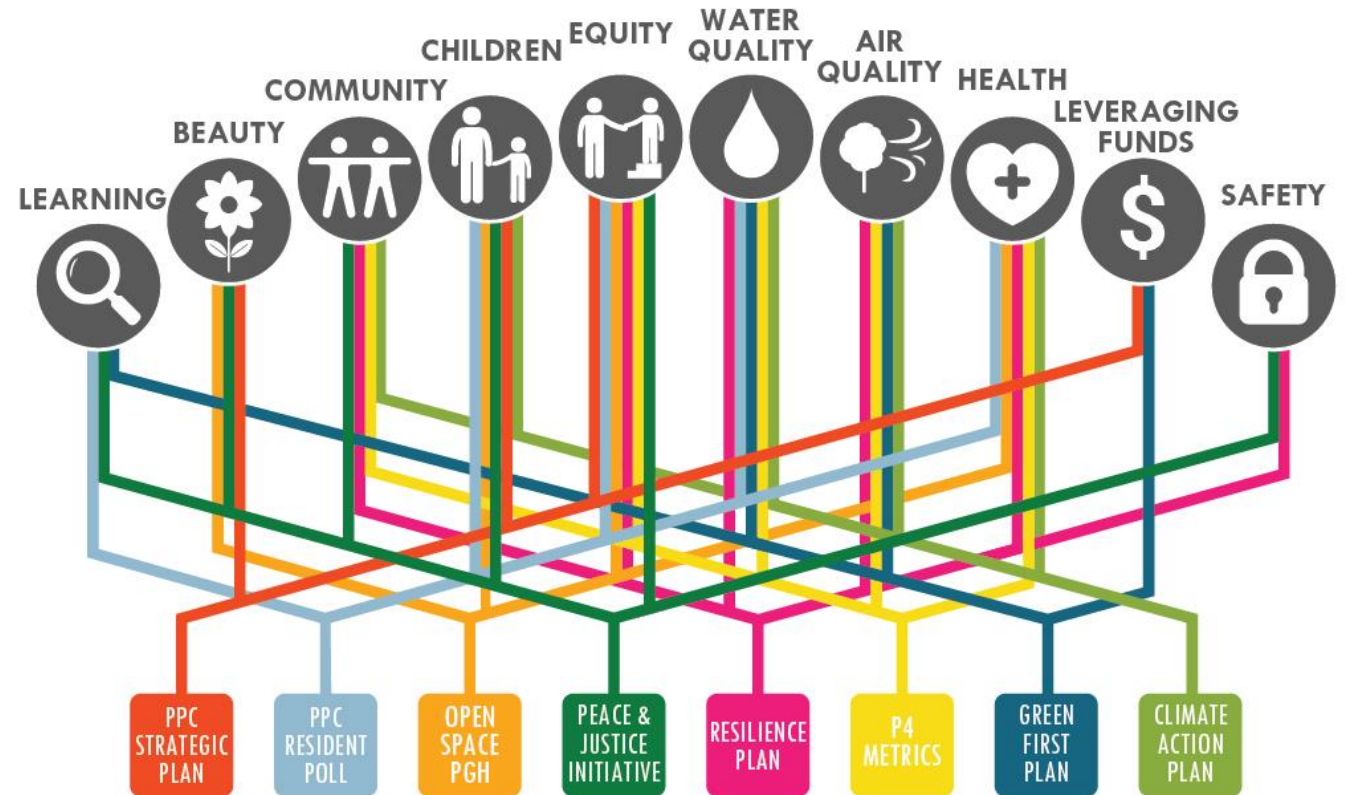 LEARNING
BEAUTY
COMMUNITY
CHILDREN
EQUITY
WATER
QUALITY
AIR
QUALITY
HEALTH
LEVERAGING
FUNDS
$
SAFETY
PPC
STRATEGIC
PLAN
PPC
RESIDENT
POLL
OPEN
SPACE
PGH
PEACE &
JUSTICE
INITIATIVE
RESILIENCE
PLAN
P4
METRICS
GREEN
FIRST
PLAN
CLIMATE
ACTION
PLAN